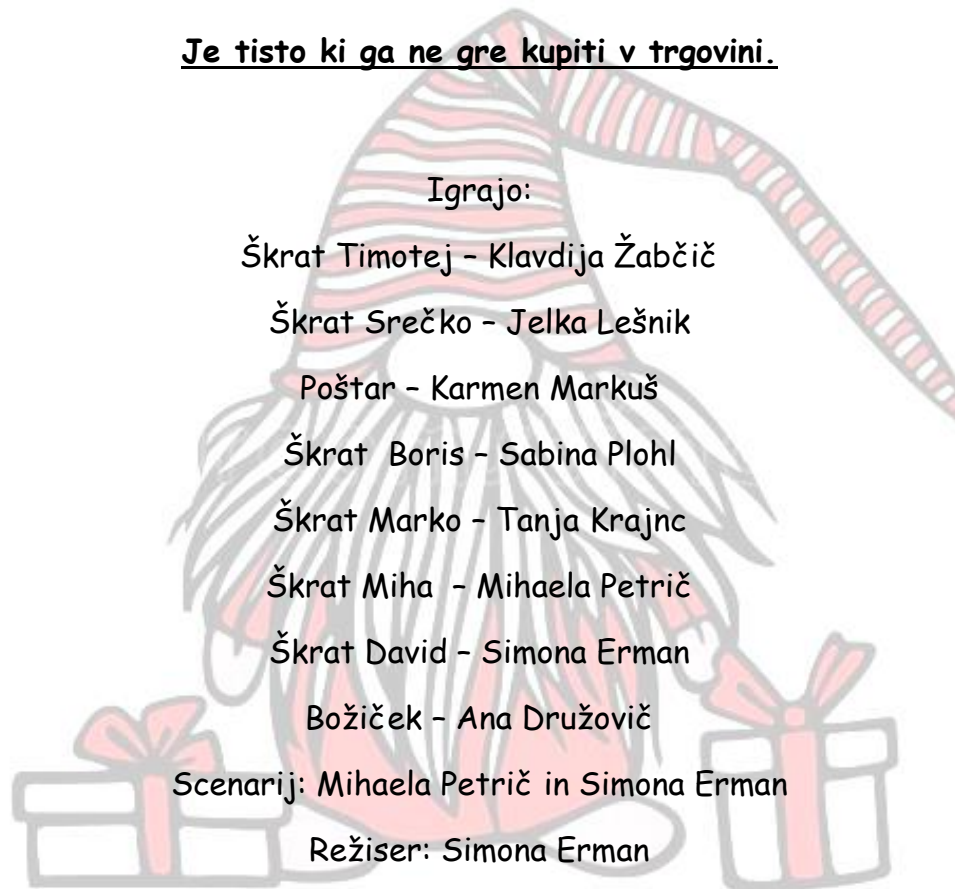 Je tisto ki ga ne gre kupiti v trgovini.
Igrajo:
Škrat Timotej – Klavdija Žabčič
Škrat Srečko – Jelka Lešnik
Poštar – Karmen Markuš
Škrat Boris – Sabina Plohl
Škrat Marko – Tanja Krajnc
Škrat Miha – Mihaela Petrič
Škrat David – Simona Erman
Božiček – Ana Družovič
Scenarij: Mihaela Petrič in Simona Erman
Režiser: Simona Erman